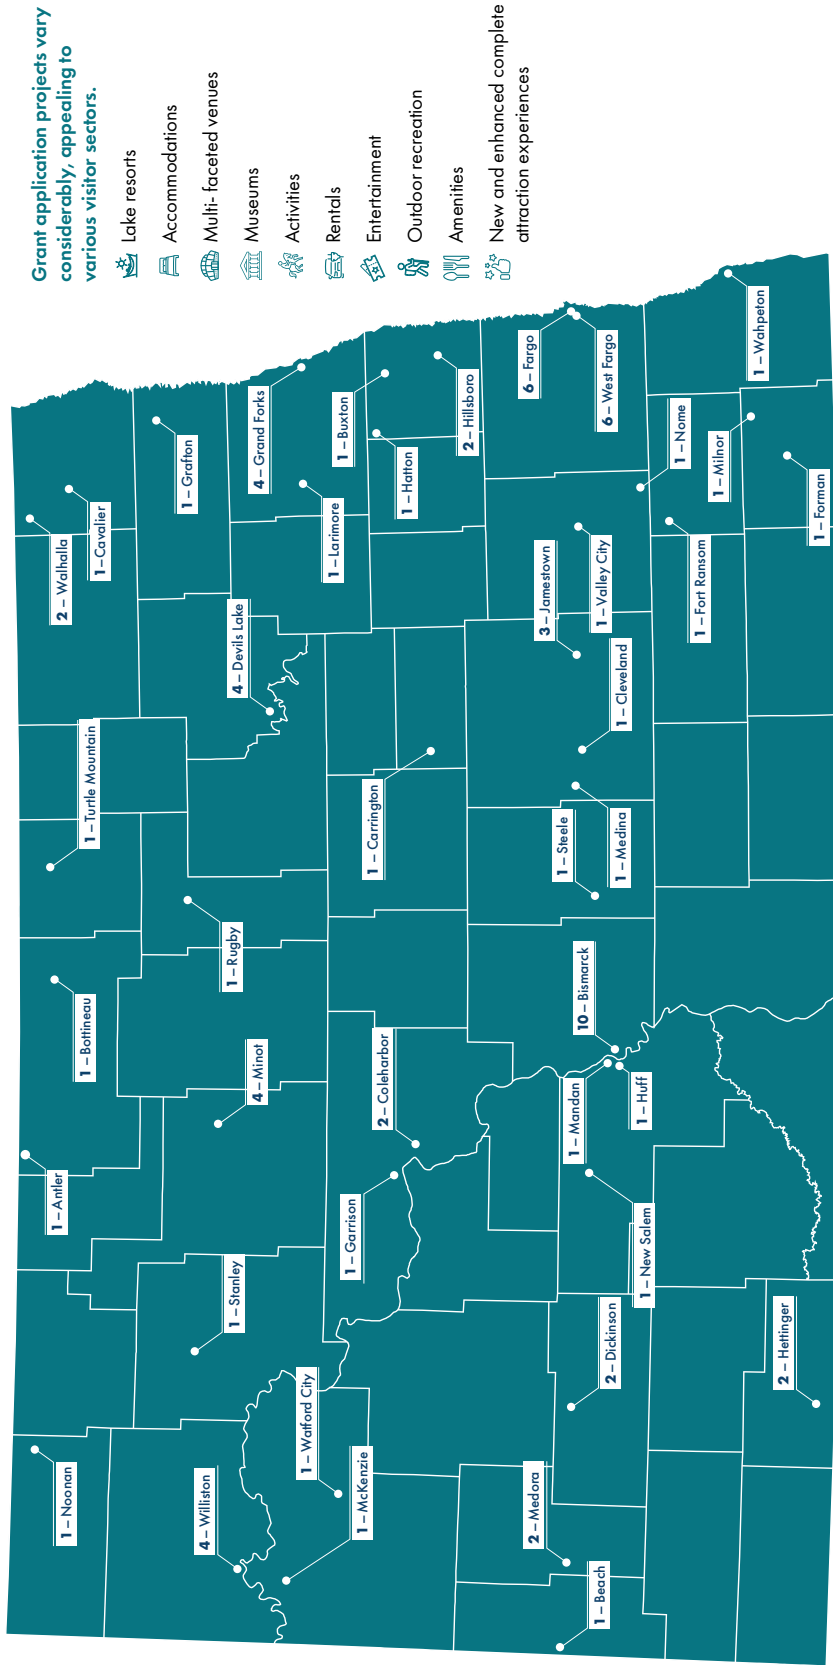 Grant application projects vary
considerably, appealing to
various visitor sectors.
Lake resorts
Accommodations
Multi- faceted venues
Museums
Activities
Rentals
Entertainment
Outdoor recreation
Amenities
New and enhanced complete
attraction experiences
1 – Noonan
1 – Antler
1 – Bottineau
1 – Turtle Mountain
2 – Walhalla
1 – Cavalier
1 – Grafton
4 – Williston
1 – Stanley
4 – Minot
1 – Rugby
4 – Devils Lake
4 – Grand Forks
1 – Larimore
1 – Watford City
1 – McKenzie
1 – Garrison
2 – Coleharbor
1 – Carrington
1 – Buxton
1 – Hatton
2 – Hillsboro
2 – Medora
1 – Beach
2 – Dickinson
1 – New Salem
1 – Mandan
10 – Bismarck
1 – Huff
1 – Steele
1 – Medina
1 – Cleveland
3 – Jamestown
1 – Valley City
6 – Fargo
6 – West Fargo
1 – Nome
1 – Fort Ransom
1 – Milnor
1 – Wahpeton
2 – Hettinger
1 – Forman